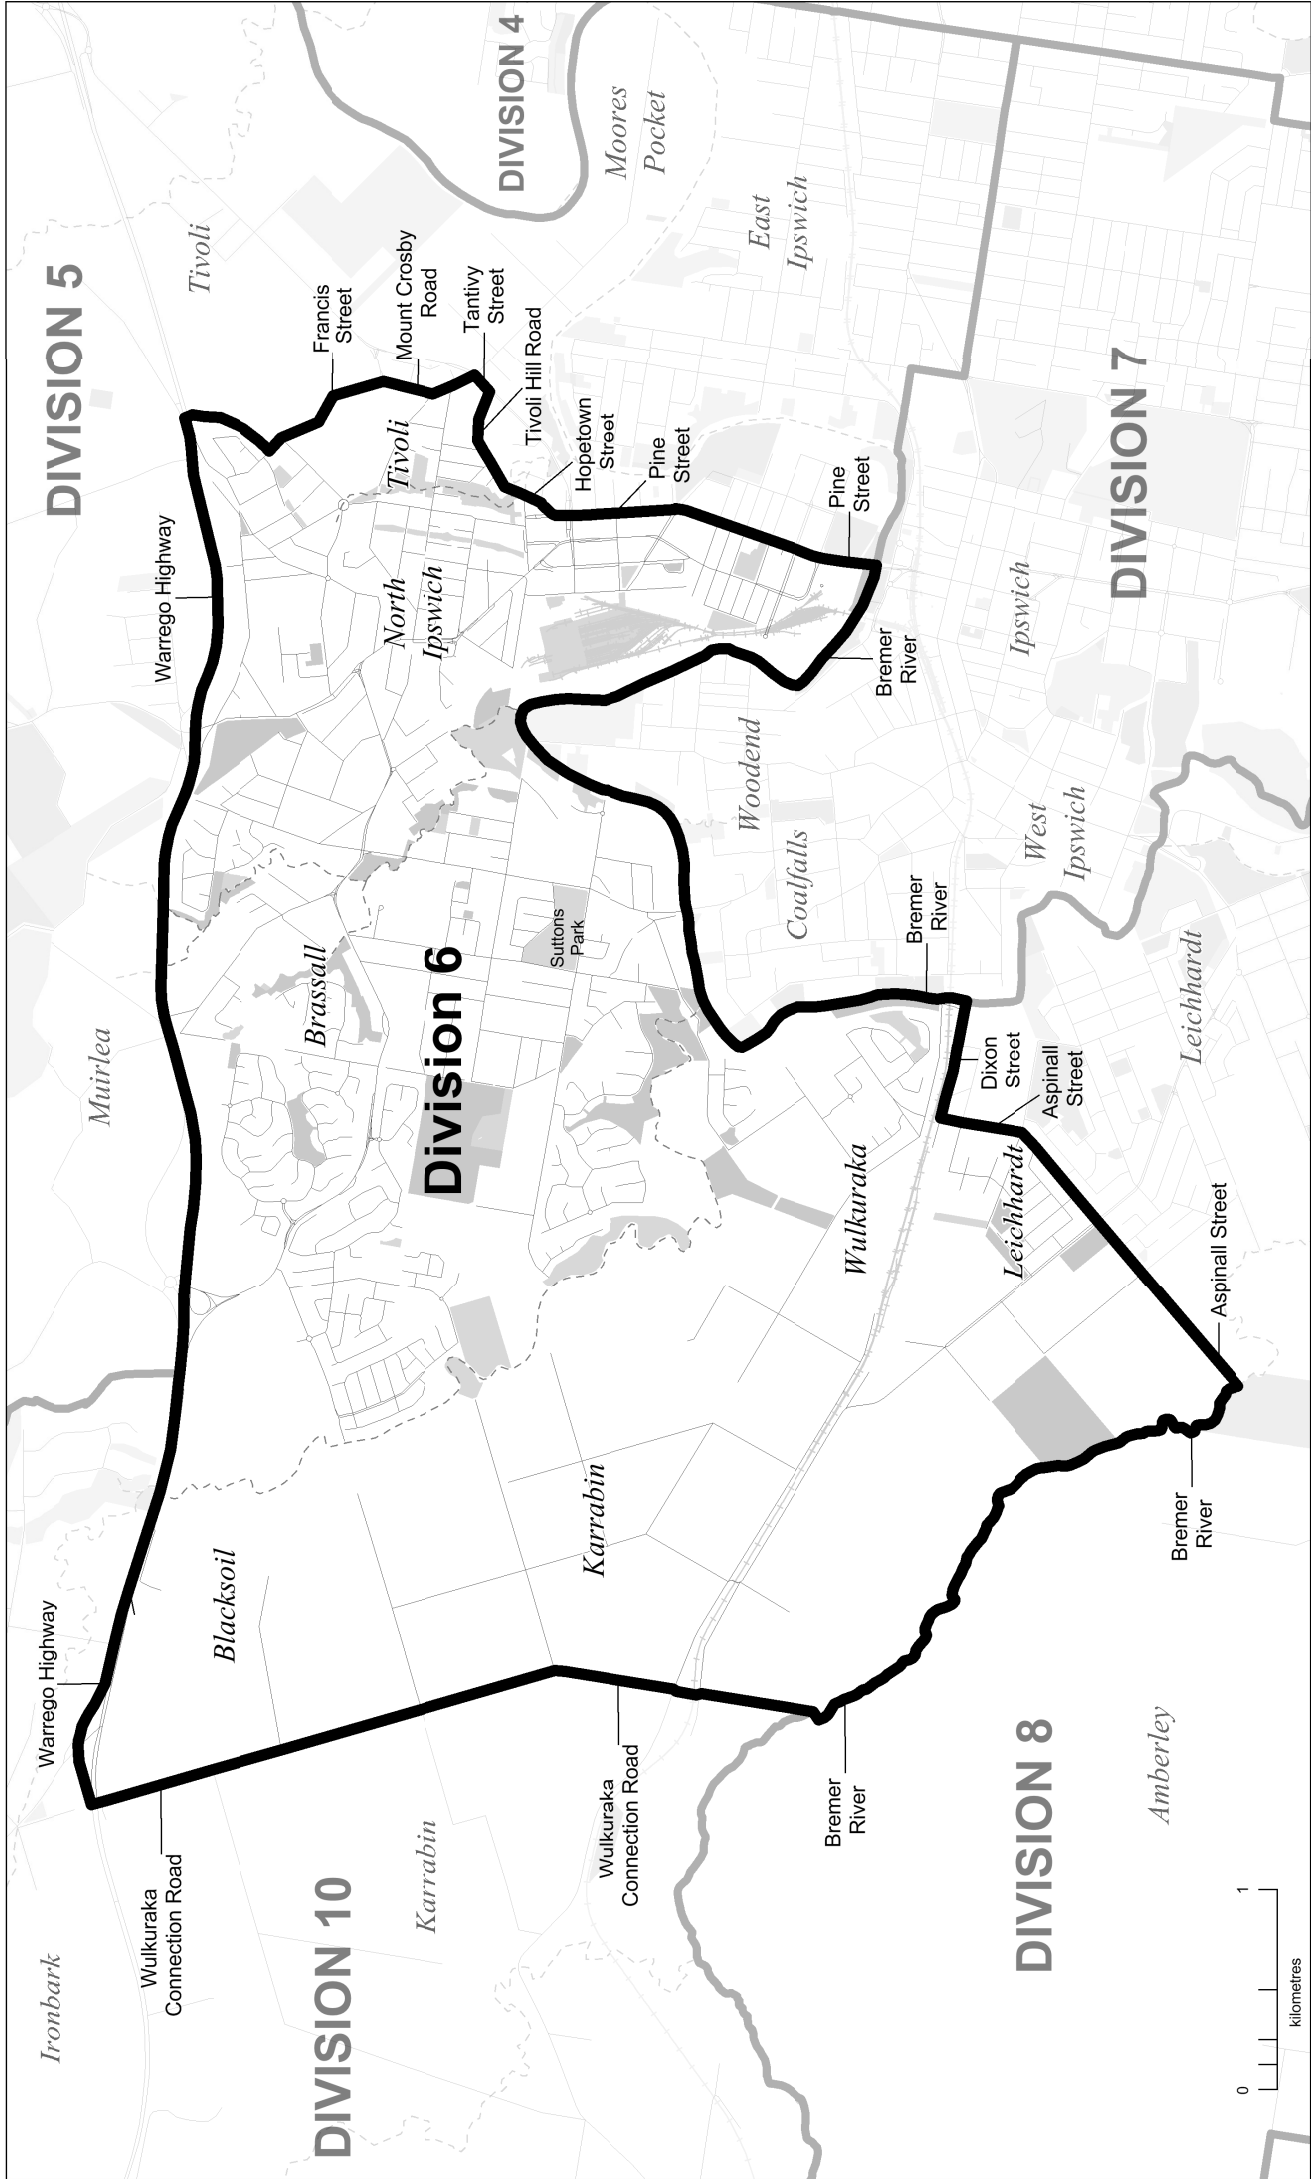 DIVISION 5
DIVISION 4
Tivoli
Moores
Pocket
East
Ipswich
Francis
Street
Mount Crosby
Road
Tantivy
Street
Tivoli Hill Road
Hopetown
Street
Pine
Street
Pine
Street
DIVISION 7
Warrego Highway
Tivoli
North
Ipswich
Bremer
River
Ipswich
Woodend
Coalfalls
West
Ipswich
Muirlea
Brassall
Division 6
Suttons
Park
Bremer
River
Dixon
Street
Aspinall
Street
Leichhardt
Wulkuraka
Leichhardt
Aspinall Street
Bremer
River
Karrabin
Blacksoil
Warrego Highway
Wulkuraka
Connection Road
Wulkuraka
Connection Road
Bremer
River
DIVISION 8
Amberley
Karrabin
DIVISION 10
Ironbark
0
1
kilometres